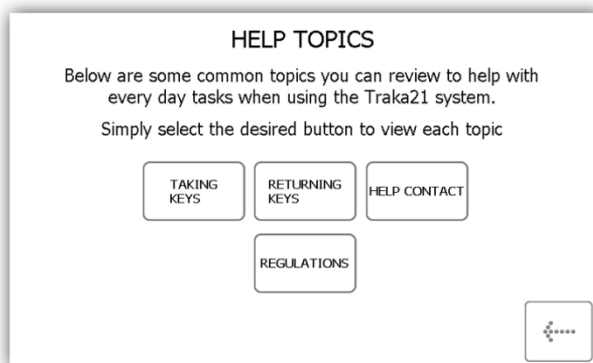 HELP TOPICS
Below are some common topics you can review to help with
every day tasks when using the Traka21 system.
Simply select the desired button to view each topic
TAKING
KEYS
RETURNING
KEYS
HELP CONTACT
REGULATIONS